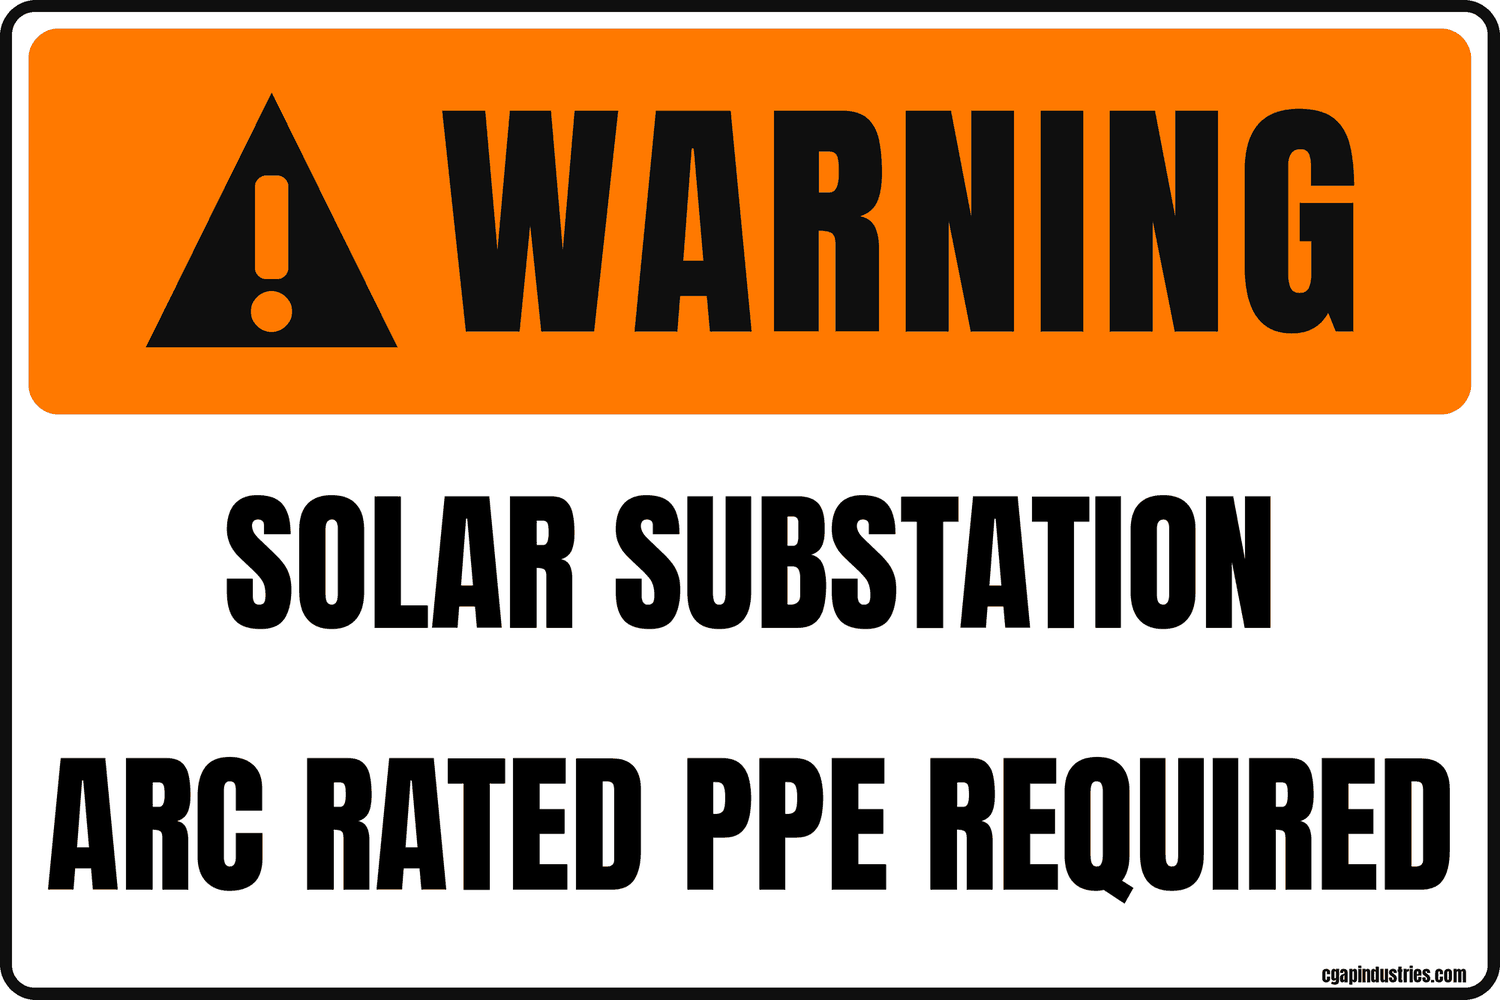 WARNING
SOLAR SUBSTATION
ARC RATED PPE REQUIRED
cgapindustries.com